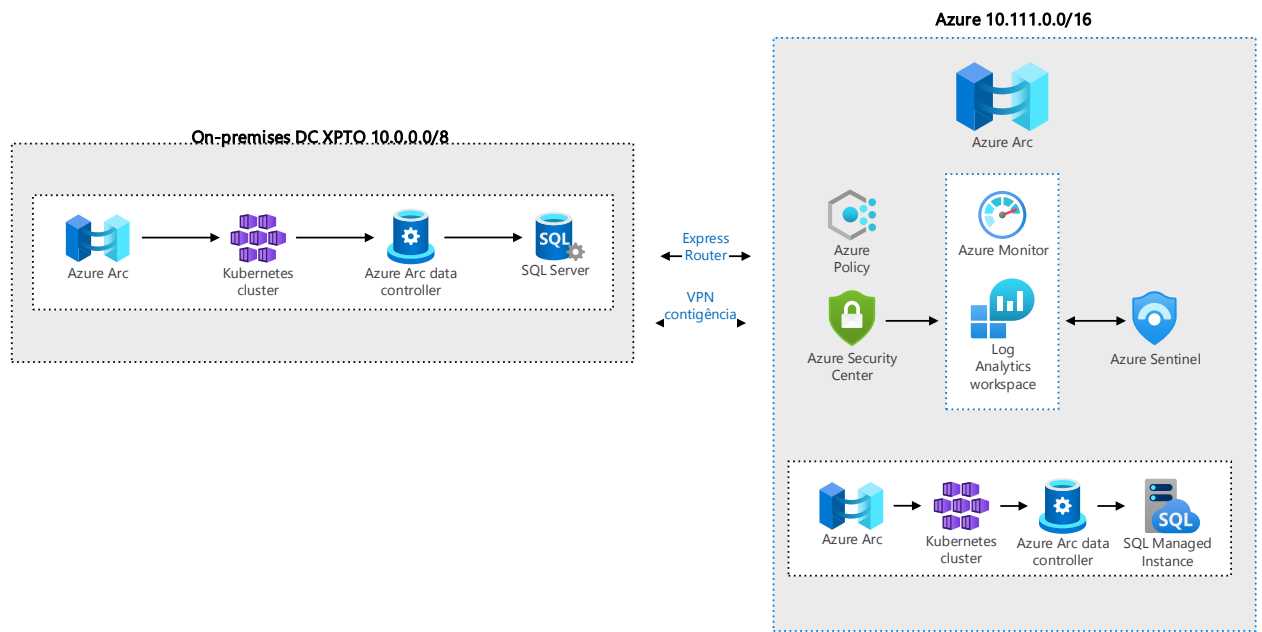 Azure 10.111.0.0/16
Azure Arc
On-premises DC XPTO 10.0.0.0/8
Azure Arc
Kubernetes
cluster
Azure Arc data
controller
SQL
SQL Server
Express
Router
VPN
contigência
Azure
Policy
Azure Monitor
Azure Security
Center
Log
Analytics
workspace
Azure Sentinel
Azure Arc
Kubernetes
cluster
Azure Arc data
controller
SQL
SQL Managed
Instance